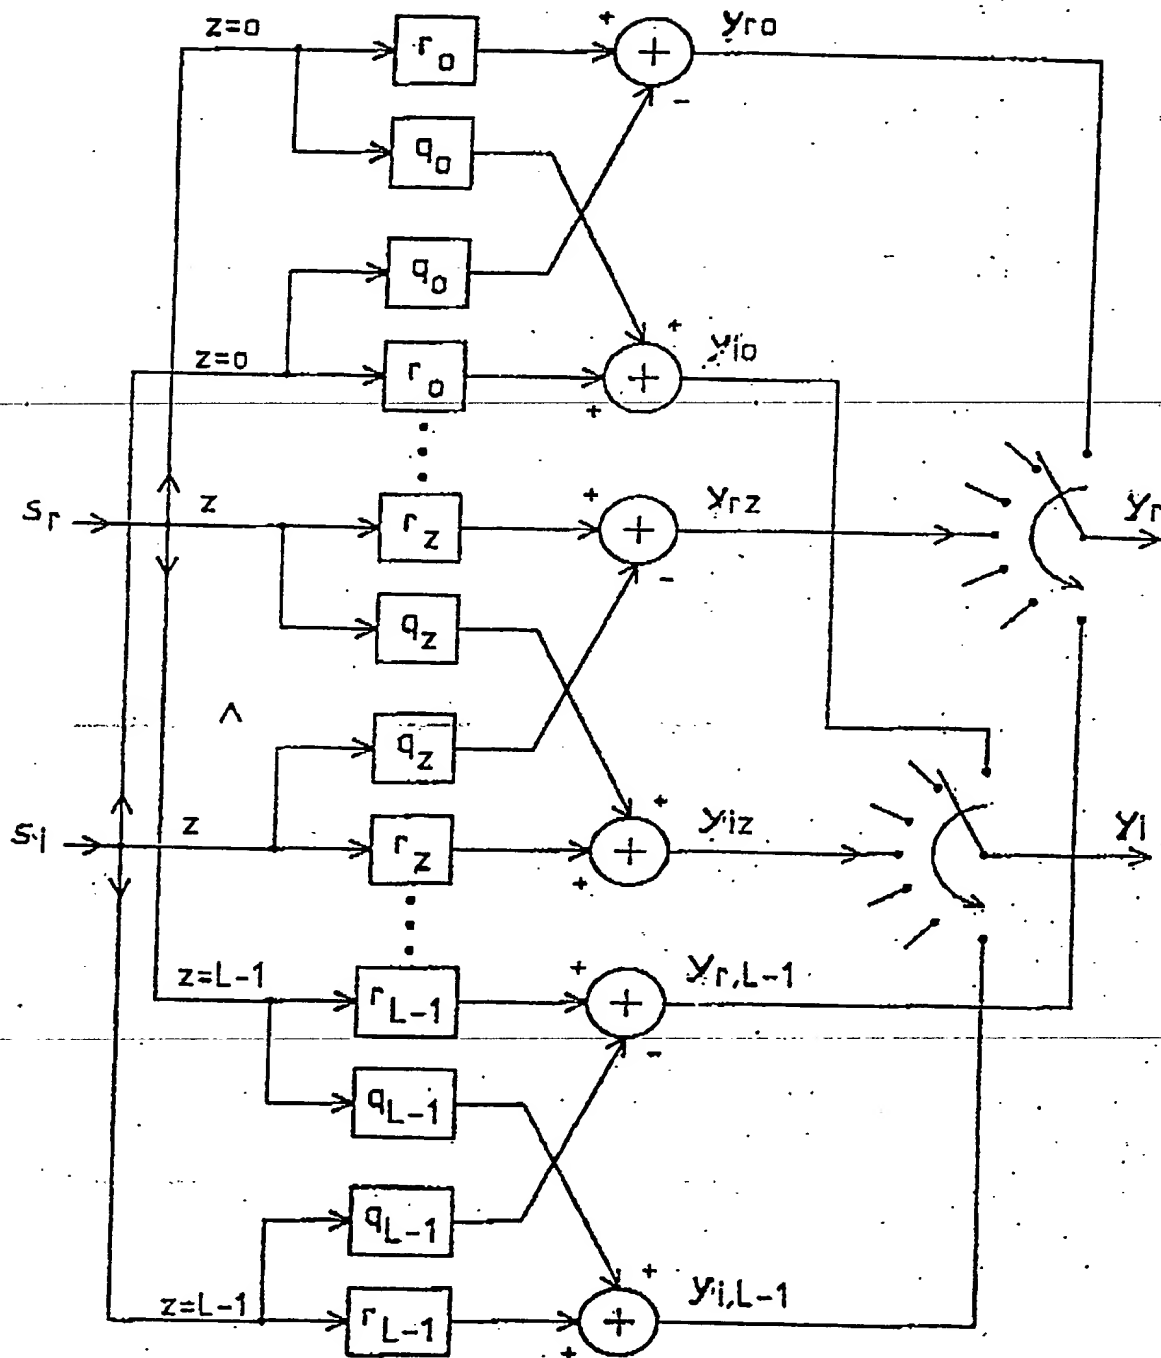 z=0 r0 + + yr0
-
q0
q0
z=0 r0 + + + yi0
sr z rz + + yrz yr
-
qz
qz
si z rz + + + yiz yi
z=L-1 rL-1 + + yr,L-1
-
qL-1
qL-1
z=L-1 rL-1 + + + yi,L-1